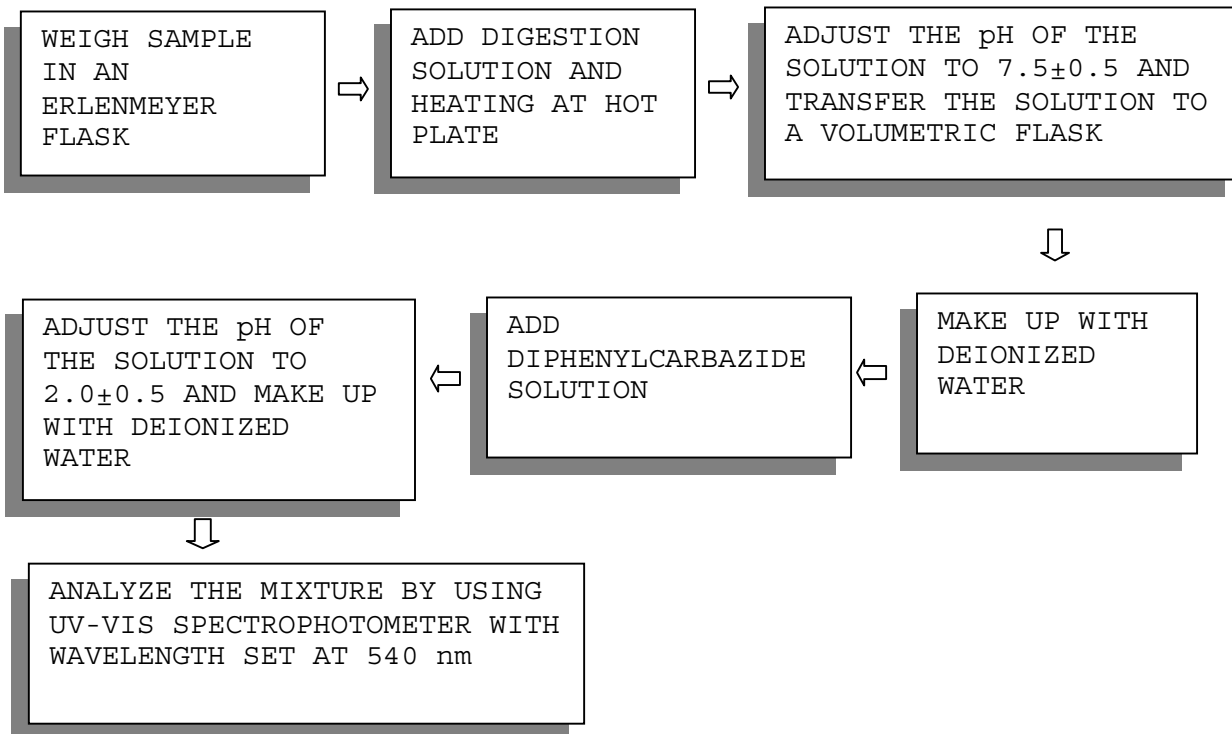 WEIGH SAMPLE
IN AN
ERLENMEYER
FLASK
ADD DIGESTION
SOLUTION AND
HEATING AT HOT
PLATE
ADJUST THE pH OF THE
SOLUTION TO 7.5±0.5 AND
TRANSFER THE SOLUTION TO
A VOLUMETRIC FLASK
MAKE UP WITH
DEIONIZED
WATER
ADD
DIPHENYLCARBAZIDE
SOLUTION
ADJUST THE pH OF
THE SOLUTION TO
2.0±0.5 AND MAKE UP
WITH DEIONIZED
WATER
ANALYZE THE MIXTURE BY USING
UV-VIS SPECTROPHOTOMETER WITH
WAVELENGTH SET AT 540 nm